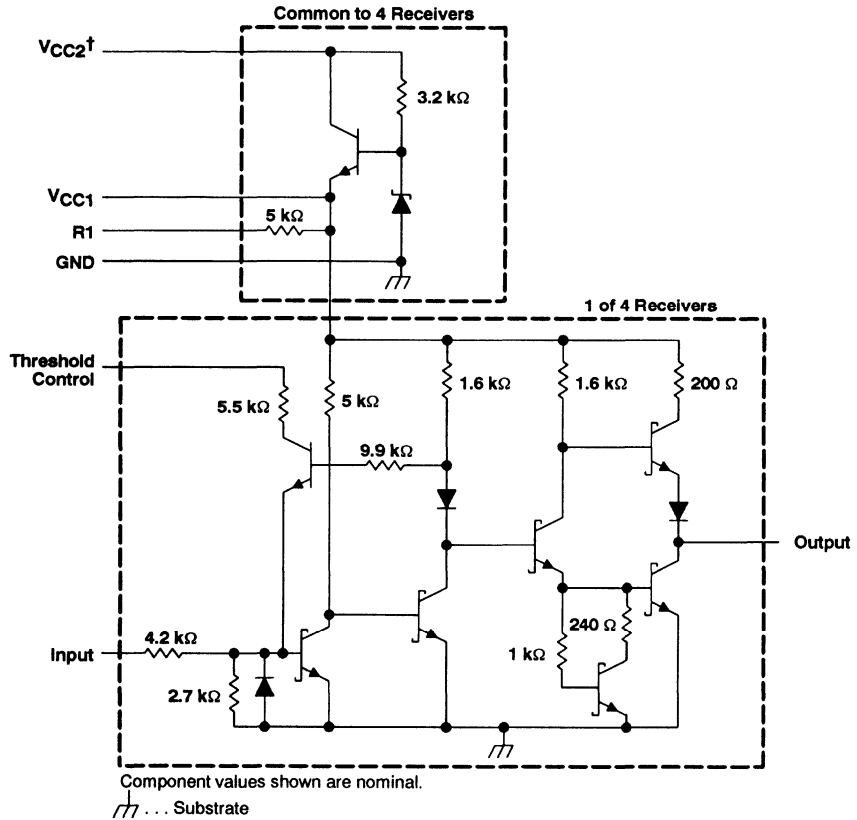 Common to 4 Receivers
VCC2†
3.2 kΩ
VCC1
5 kΩ
R1
GND
1 of 4 Receivers
Threshold
Control
5.5 kΩ
5 kΩ
1.6 kΩ
1.6 kΩ
200 Ω
9.9 kΩ
Output
4.2 kΩ
Input
240 Ω
1 kΩ
2.7 kΩ
Component values shown are nominal.
. . . Substrate